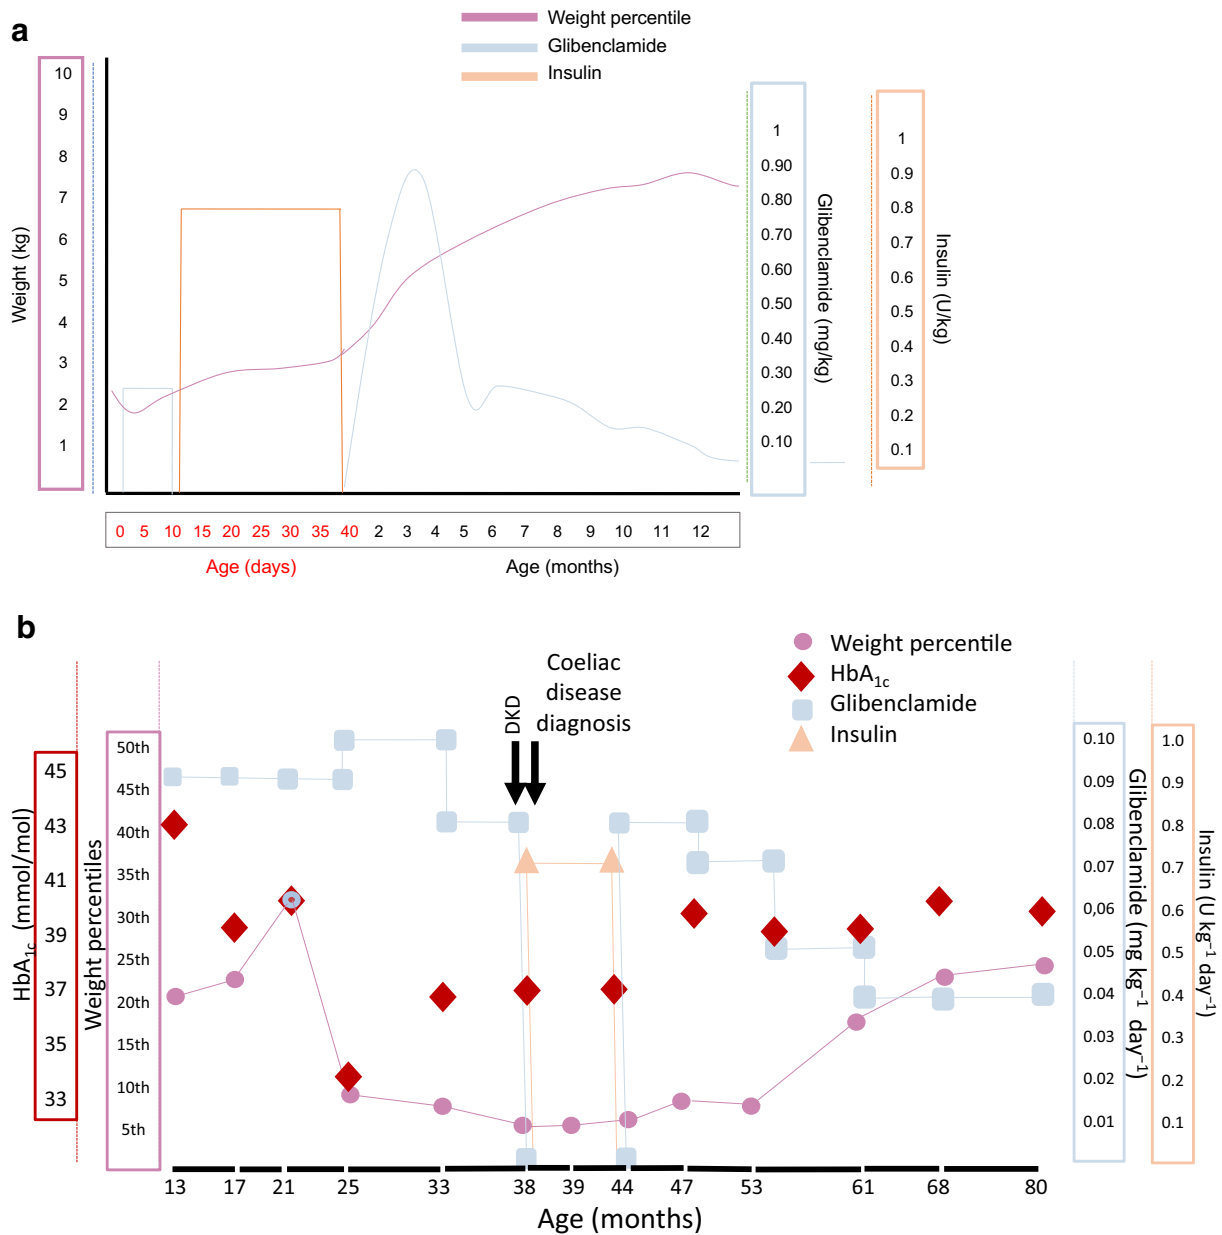 a
Weight percentile
Glibenclamide
Insulin
Weight (kg)
10
9
8
7
6
5
4
3
2
1
1
0.90
0.80
0.70
0.60
0.50
0.40
0.30
0.20
0.10
Glibenclamide (mg/kg)
1
0.9
0.8
0.7
0.6
0.5
0.4
0.3
0.2
0.1
Insulin (U/kg)
0 5 10 15 20 25 30 35 40 2 3 4 5 6 7 8 9 10 11 12
Age (days) Age (months)
b
Weight percentile
HbA1c
Glibenclamide
Insulin
DKD
Coeliac
disease
diagnosis
HbA1c (mmol/mol)
45
43
41
39
37
35
33
Weight percentiles
50th
45th
40th
35th
30th
25th
20th
15th
10th
5th
0.10
0.09
0.08
0.07
0,06
0.05
0.04
0.03
0.02
0.01
Glibenclamide (mg kg⁻¹ day⁻¹)
1.0
0.9
0.8
0.7
0.6
0.5
0.4
0.3
0.2
0.1
Insulin (U kg⁻¹ day⁻¹)
13 17 21 25 33 38 39 44 47 53 61 68 80
Age (months)